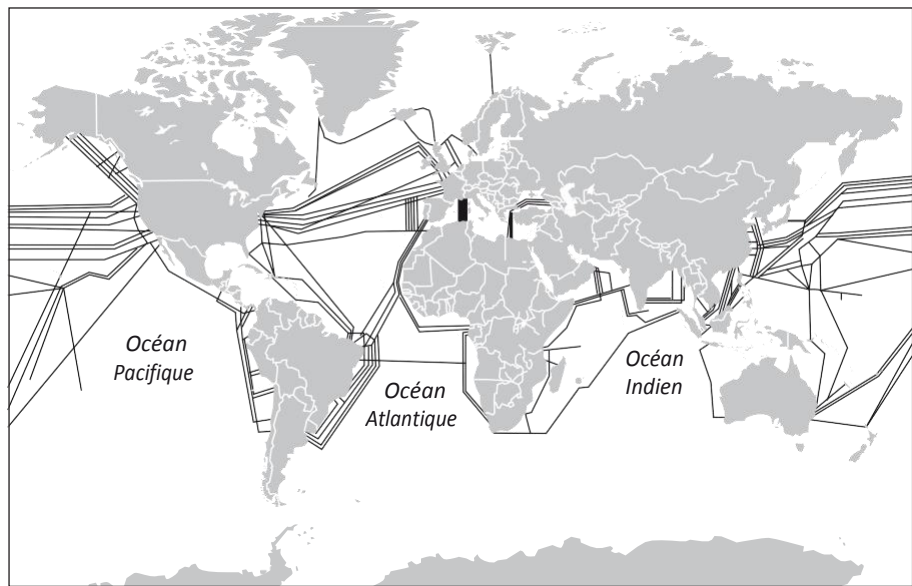 Océan
Pacifique
Océan
Atlantique
Océan
Indien